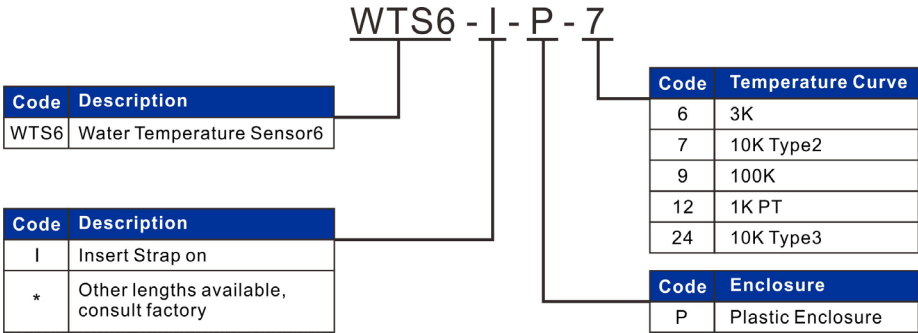 WTS6 - I - P - 7
Code Description
WTS6 Water Temperature Sensor6
Code Description
I Insert Strap on
* Other lengths available,
consult factory
Code Temperature Curve
6 3K
7 10K Type2
9 100K
12 1K PT
24 10K Type3
Code Enclosure
P Plastic Enclosure